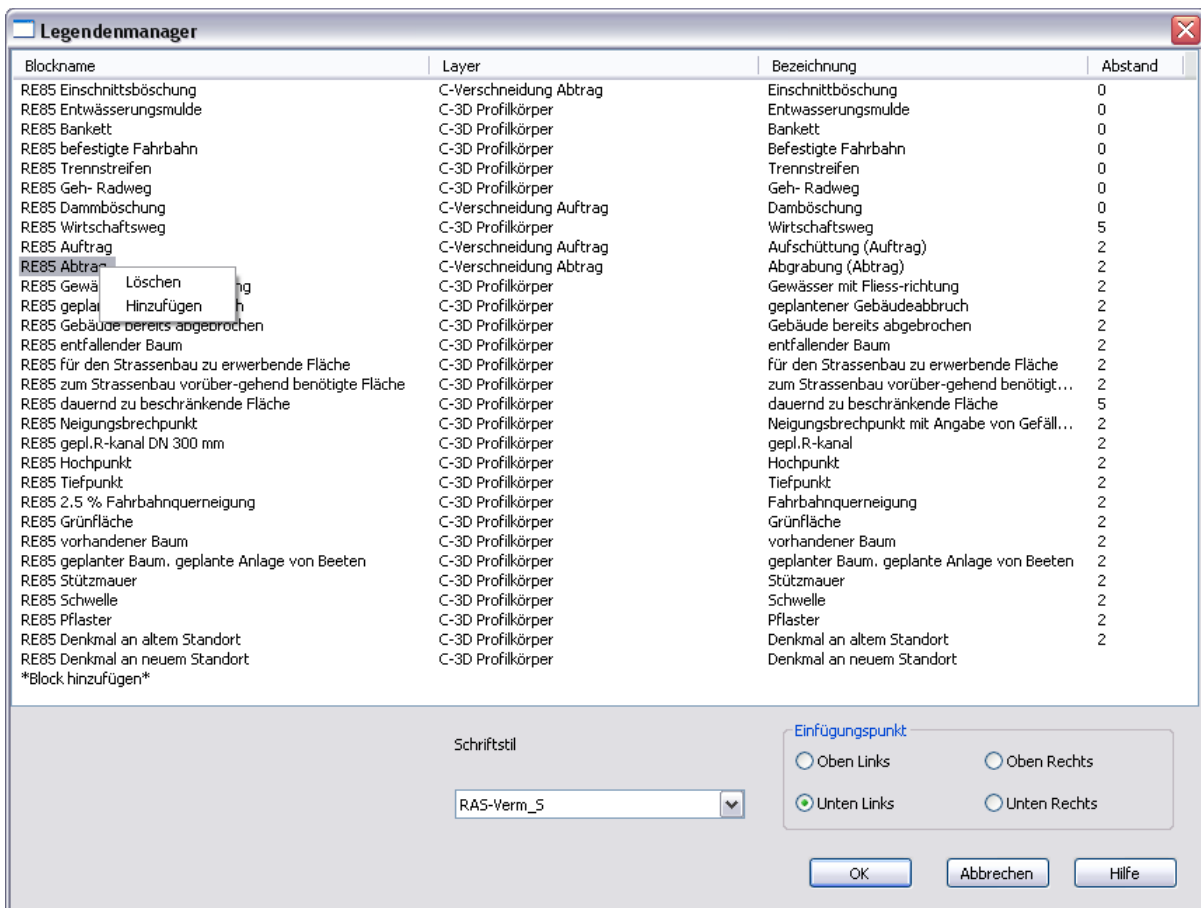 Legendenmanager
Blockname Layer Bezeichnung Abstand
RE85 Einschnittsböschung C-Verschneidung Abtrag Einschnittböschung 0
RE85 Entwässerungsmulde C-3D Profilkörper Entwasserungsmulde 0
RE85 Bankett C-3D Profilkörper Bankett 0
RE85 befestigte Fahrbahn C-3D Profilkörper Befestigte Fahrbahn 0
RE85 Trennstreifen C-3D Profilkörper Trennstreifen 0
RE85 Geh- Radweg C-3D Profilkörper Geh- Radweg 0
RE85 Dammböschung C-Verschneidung Auftrag Damböschung 0
RE85 Wirtschaftsweg C-3D Profilkörper Wirtschaftsweg 5
RE85 Auftrag C-Verschneidung Auftrag Aufschüttung (Auftrag) 2
RE85 Abtrag C-Verschneidung Abtrag Abgrabung (Abtrag) 2
Löschen
RE85 Gewä ng C-3D Profilkörper Gewässer mit Fliess-richtung 2
Hinzufügen
RE85 geplan h C-3D Profilkörper geplantener Gebäudeabbruch 2
RE85 Gebäude bereits abgebrochen C-3D Profilkörper Gebäude bereits abgebrochen 2
RE85 entfallender Baum C-3D Profilkörper entfallender Baum 2
RE85 für den Strassenbau zu erwerbende Fläche C-3D Profilkörper für den Strassenbau zu erwerbende Fläche 2
RE85 zum Strassenbau vorüber-gehend benötigte Fläche C-3D Profilkörper zum Strassenbau vorüber-gehend benötigt... 2
RE85 dauernd zu beschränkende Fläche C-3D Profilkörper dauernd zu beschränkende Fläche 5
RE85 Neigungsbrechpunkt C-3D Profilkörper Neigungsbrechpunkt mit Angabe von Gefäll... 2
RE85 gepl.R-kanal DN 300 mm C-3D Profilkörper gepl.R-kanal 2
RE85 Hochpunkt C-3D Profilkörper Hochpunkt 2
RE85 Tiefpunkt C-3D Profilkörper Tiefpunkt 2
RE85 2.5 % Fahrbahnquerneigung C-3D Profilkörper Fahrbahnquerneigung 2
RE85 Grünfläche C-3D Profilkörper Grünfläche 2
RE85 vorhandener Baum C-3D Profilkörper vorhandener Baum 2
RE85 geplanter Baum. geplante Anlage von Beeten C-3D Profilkörper geplanter Baum. geplante Anlage von Beeten 2
RE85 Stützmauer C-3D Profilkörper Stützmauer 2
RE85 Schwelle C-3D Profilkörper Schwelle 2
RE85 Pflaster C-3D Profilkörper Pflaster 2
RE85 Denkmal an altem Standort C-3D Profilkörper Denkmal an altem Standort 2
RE85 Denkmal an neuem Standort C-3D Profilkörper Denkmal an neuem Standort
*Block hinzufügen*
Schriftstil
RAS-Verm_S
Einfügungspunkt
Oben Links Oben Rechts
Unten Links Unten Rechts
OK Abbrechen Hilfe